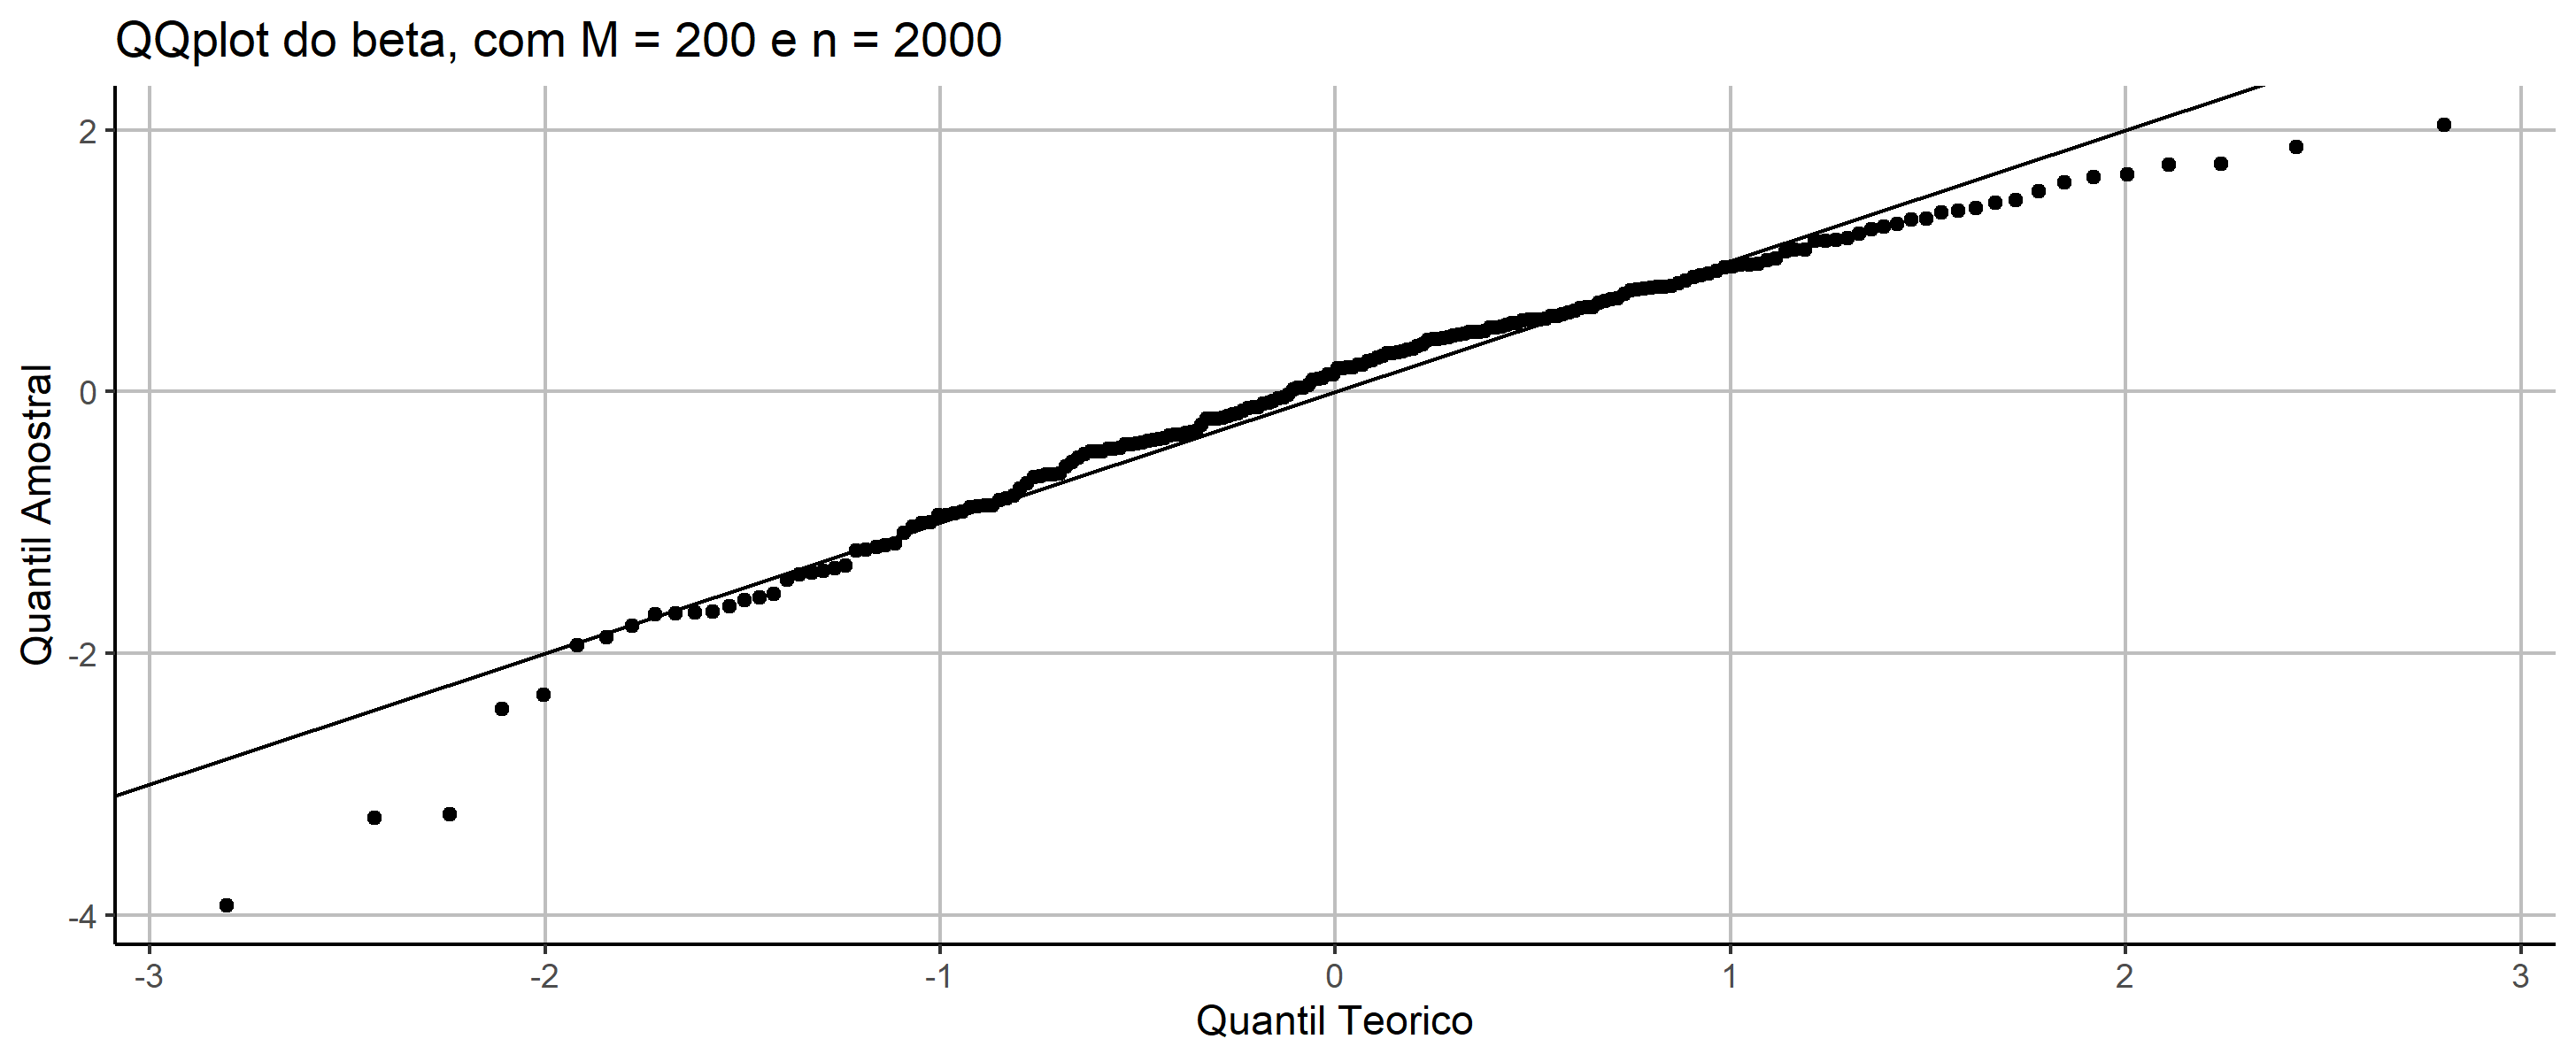 QQplot do beta, com M = 200 e n = 2000
2
0
-2
-4
Quantil Amostral
-3 -2 -1 0 1 2 3
Quantil Teorico